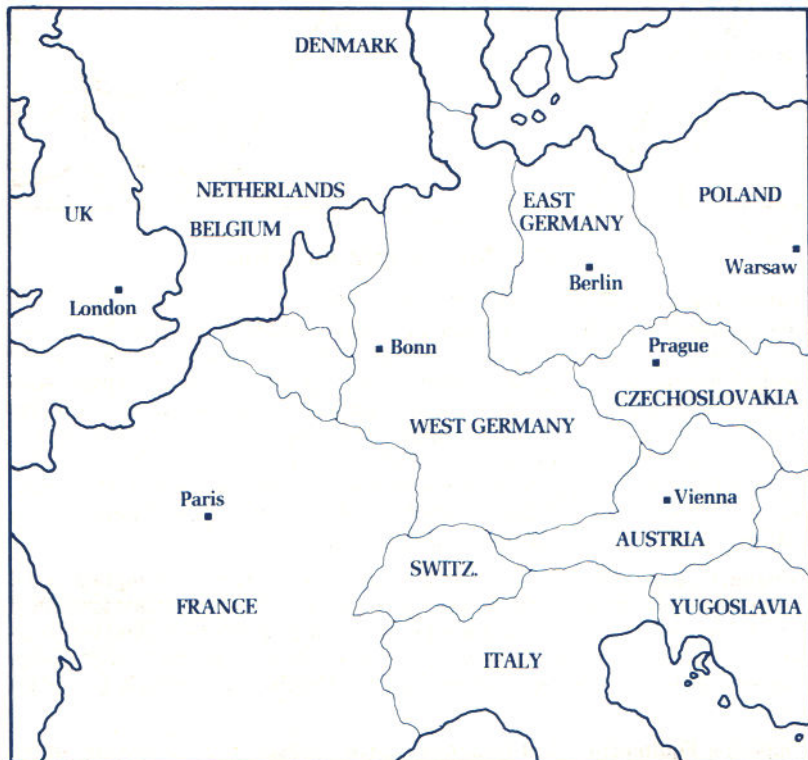 DENMARK
NETHERLANDS
UK
BELGIUM
EAST
GERMANY
POLAND
Warsaw
Berlin
London
Bonn
Prague
CZECHOSLOVAKIA
WEST GERMANY
Paris
Vienna
AUSTRIA
SWITZ.
FRANCE
YUGOSLAVIA
ITALY